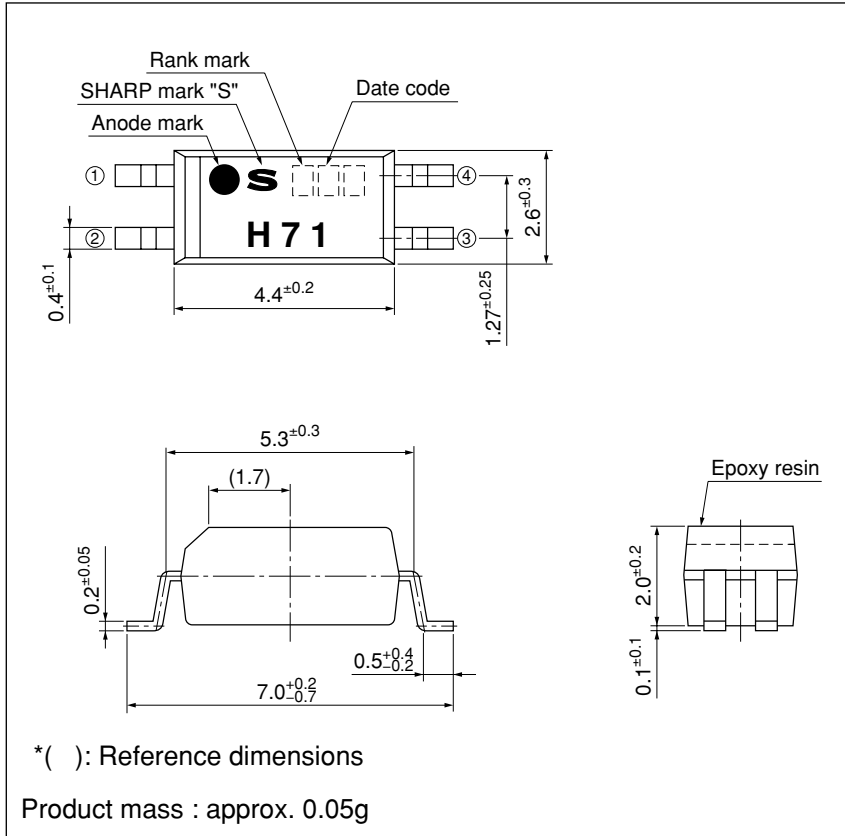 Rank mark
SHARP mark "S"
Date code
Anode mark
① S ④
② H 7 1 ③
0.4±0.1
4.4±0.2
1.27±0.25
2.6±0.3
5.3±0.3
(1.7)
Epoxy resin
0.2±0.05
2.0±0.2
0.5+0.4 −0.2
0.1±0.1
7.0+0.2 −0.7
*( ): Reference dimensions
Product mass : approx. 0.05g